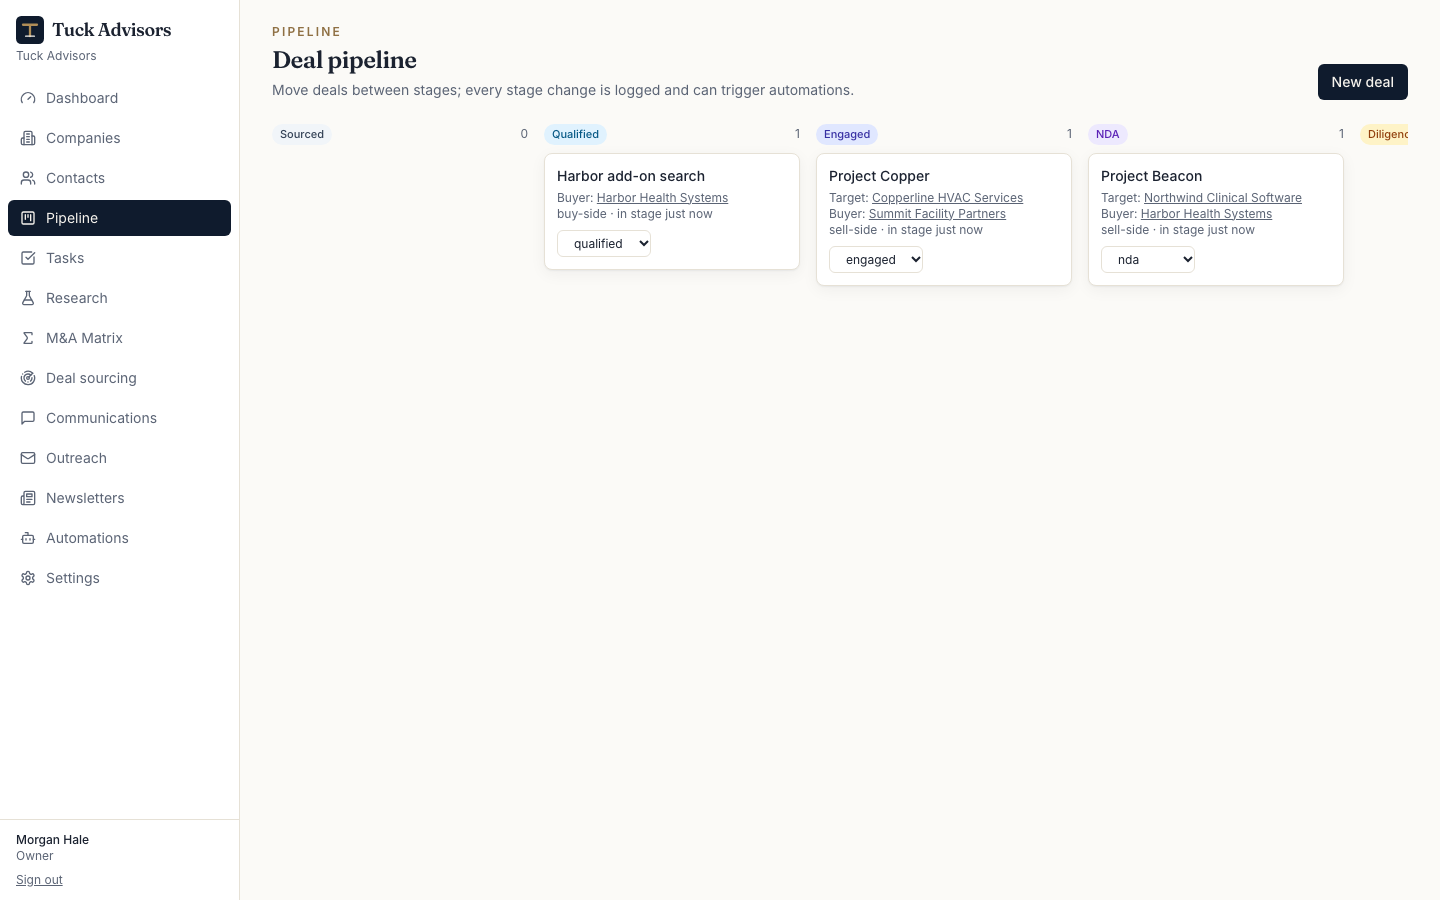 Tuck Advisors
Tuck Advisors
Dashboard
Companies
Contacts
Pipeline
Tasks
Research
M&A Matrix
Deal sourcing
Communications
Outreach
Newsletters
Automations
Settings
Morgan Hale
Owner
Sign out
PIPELINE
Deal pipeline
Move deals between stages; every stage change is logged and can trigger automations.
New deal
Sourced 0
Qualified 1
Harbor add-on search
Buyer: Harbor Health Systems
buy-side · in stage just now
qualified
Engaged 1
Project Copper
Target: Copperline HVAC Services
Buyer: Summit Facility Partners
sell-side · in stage just now
engaged
NDA 1
Project Beacon
Target: Northwind Clinical Software
Buyer: Harbor Health Systems
sell-side · in stage just now
nda
Diligenc